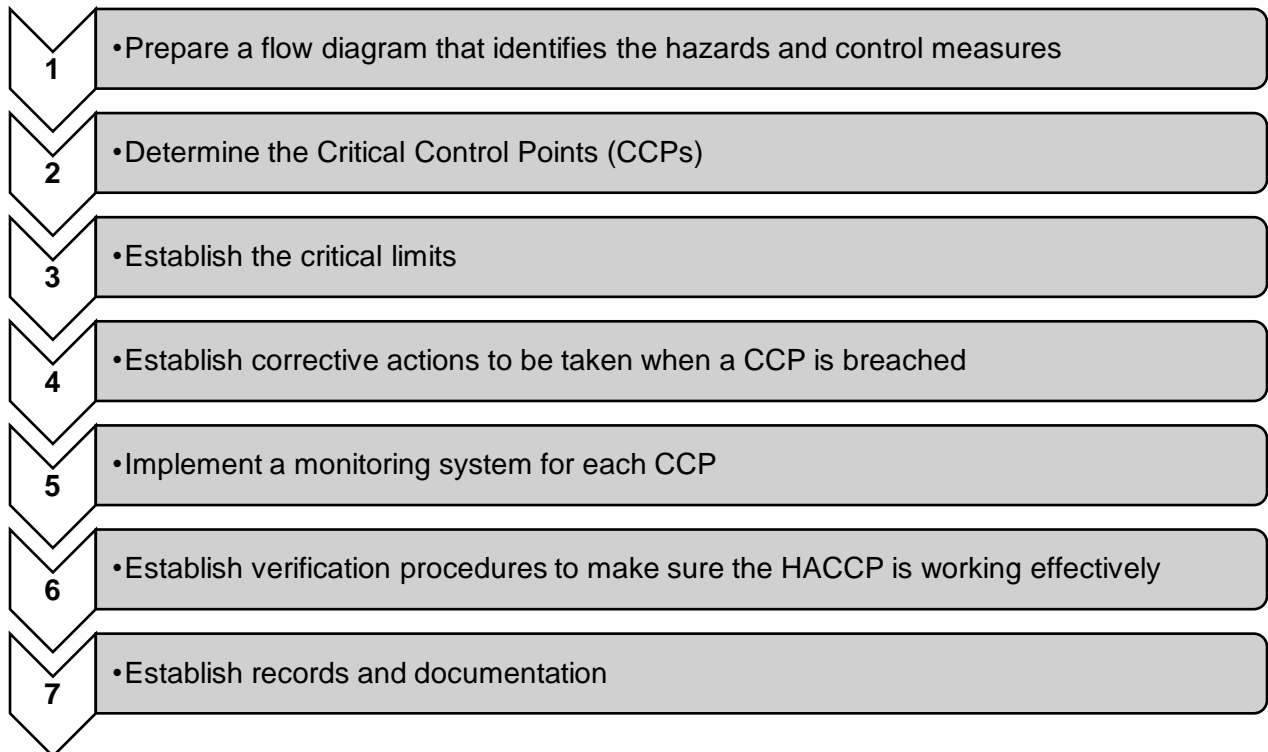 1
•Prepare a flow diagram that identifies the hazards and control measures
2
•Determine the Critical Control Points (CCPs)
3
•Establish the critical limits
4
•Establish corrective actions to be taken when a CCP is breached
5
•Implement a monitoring system for each CCP
6
•Establish verification procedures to make sure the HACCP is working effectively
7
•Establish records and documentation